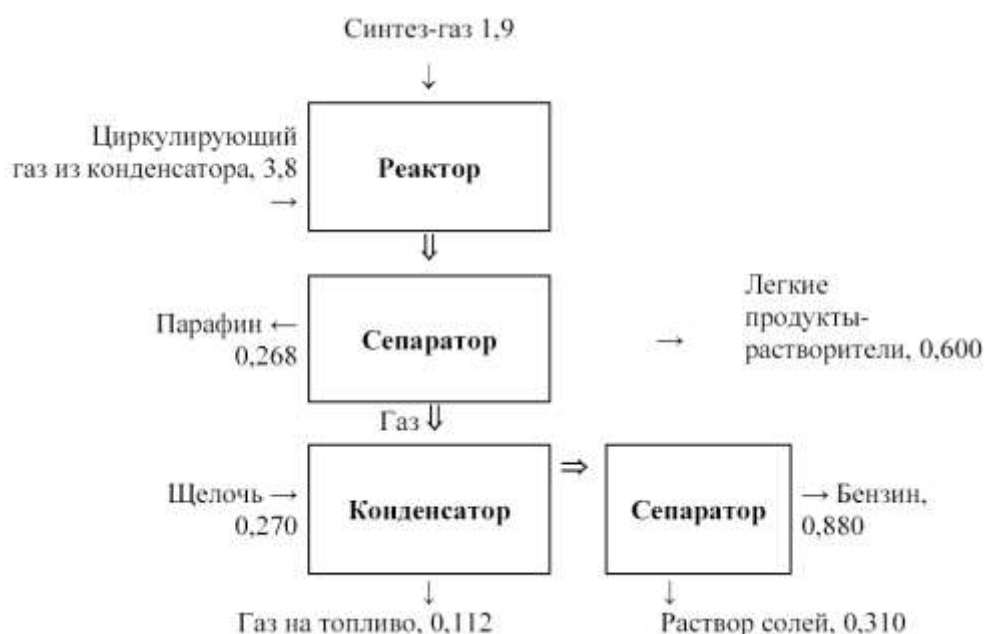 Синтез-газ 1,9
↓
Циркулирующий
газ из конденсатора, 3,8
→
Реактор
⇓
Парафин ←
0,268
Сепаратор
→
Легкие
продукты-
растворители, 0,600
Газ ⇓
Щелочь →
0,270
Конденсатор
⇒
Сепаратор
→ Бензин,
0,880
↓
Газ на топливо, 0,112
↓
Раствор солей, 0,310